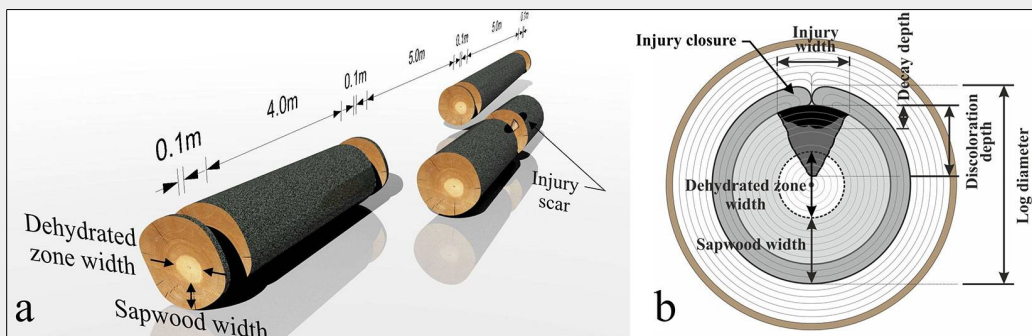 0.1m
4.0m
0.1m
5.0m
0.1m
5.0m
0.1m
Dehydrated
zone width
Sapwood width
Injury
scar
a
Injury closure
Injury
width
Decay depth
Discoloration
depth
Log diameter
Dehydrated zone
width
Sapwood width
b